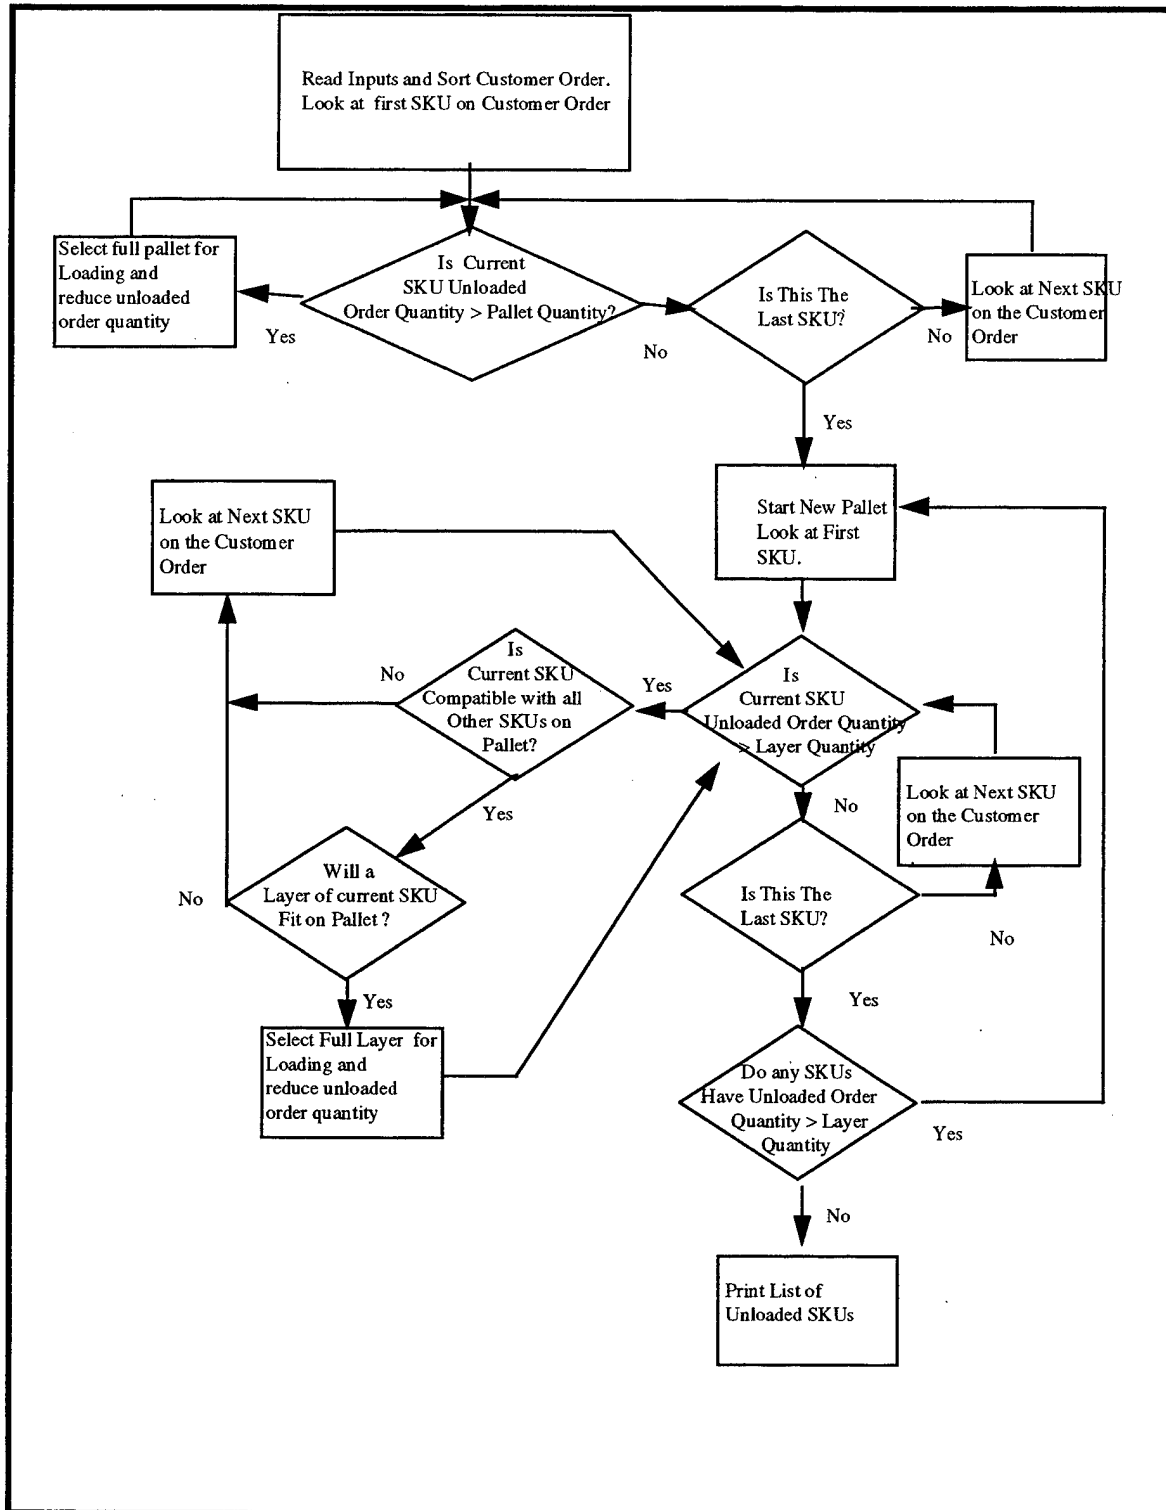 Read Inputs and Sort Customer Order.
Look at first SKU on Customer Order
Select full pallet for
Loading and
reduce unloaded
order quantity
Yes
Is Current
SKU Unloaded
Order Quantity > Pallet Quantity?
No
Is This The
Last SKU?
No
Look at Next SKU
on the Customer
Order
Yes
Start New Pallet
Look at First
SKU.
Look at Next SKU
on the Customer
Order
No
Is
Current SKU
Compatible with all
Other SKUs on
Pallet?
Yes
Is
Current SKU
Unloaded Order Quantity
> Layer Quantity
Yes
No
Look at Next SKU
on the Customer
Order
No
Will a
Layer of current SKU
Fit on Pallet ?
Is This The
Last SKU?
No
Yes
Yes
Select Full Layer for
Loading and
reduce unloaded
order quantity
Do any SKUs
Have Unloaded Order
Quantity > Layer
Quantity
Yes
No
Print List of
Unloaded SKUs